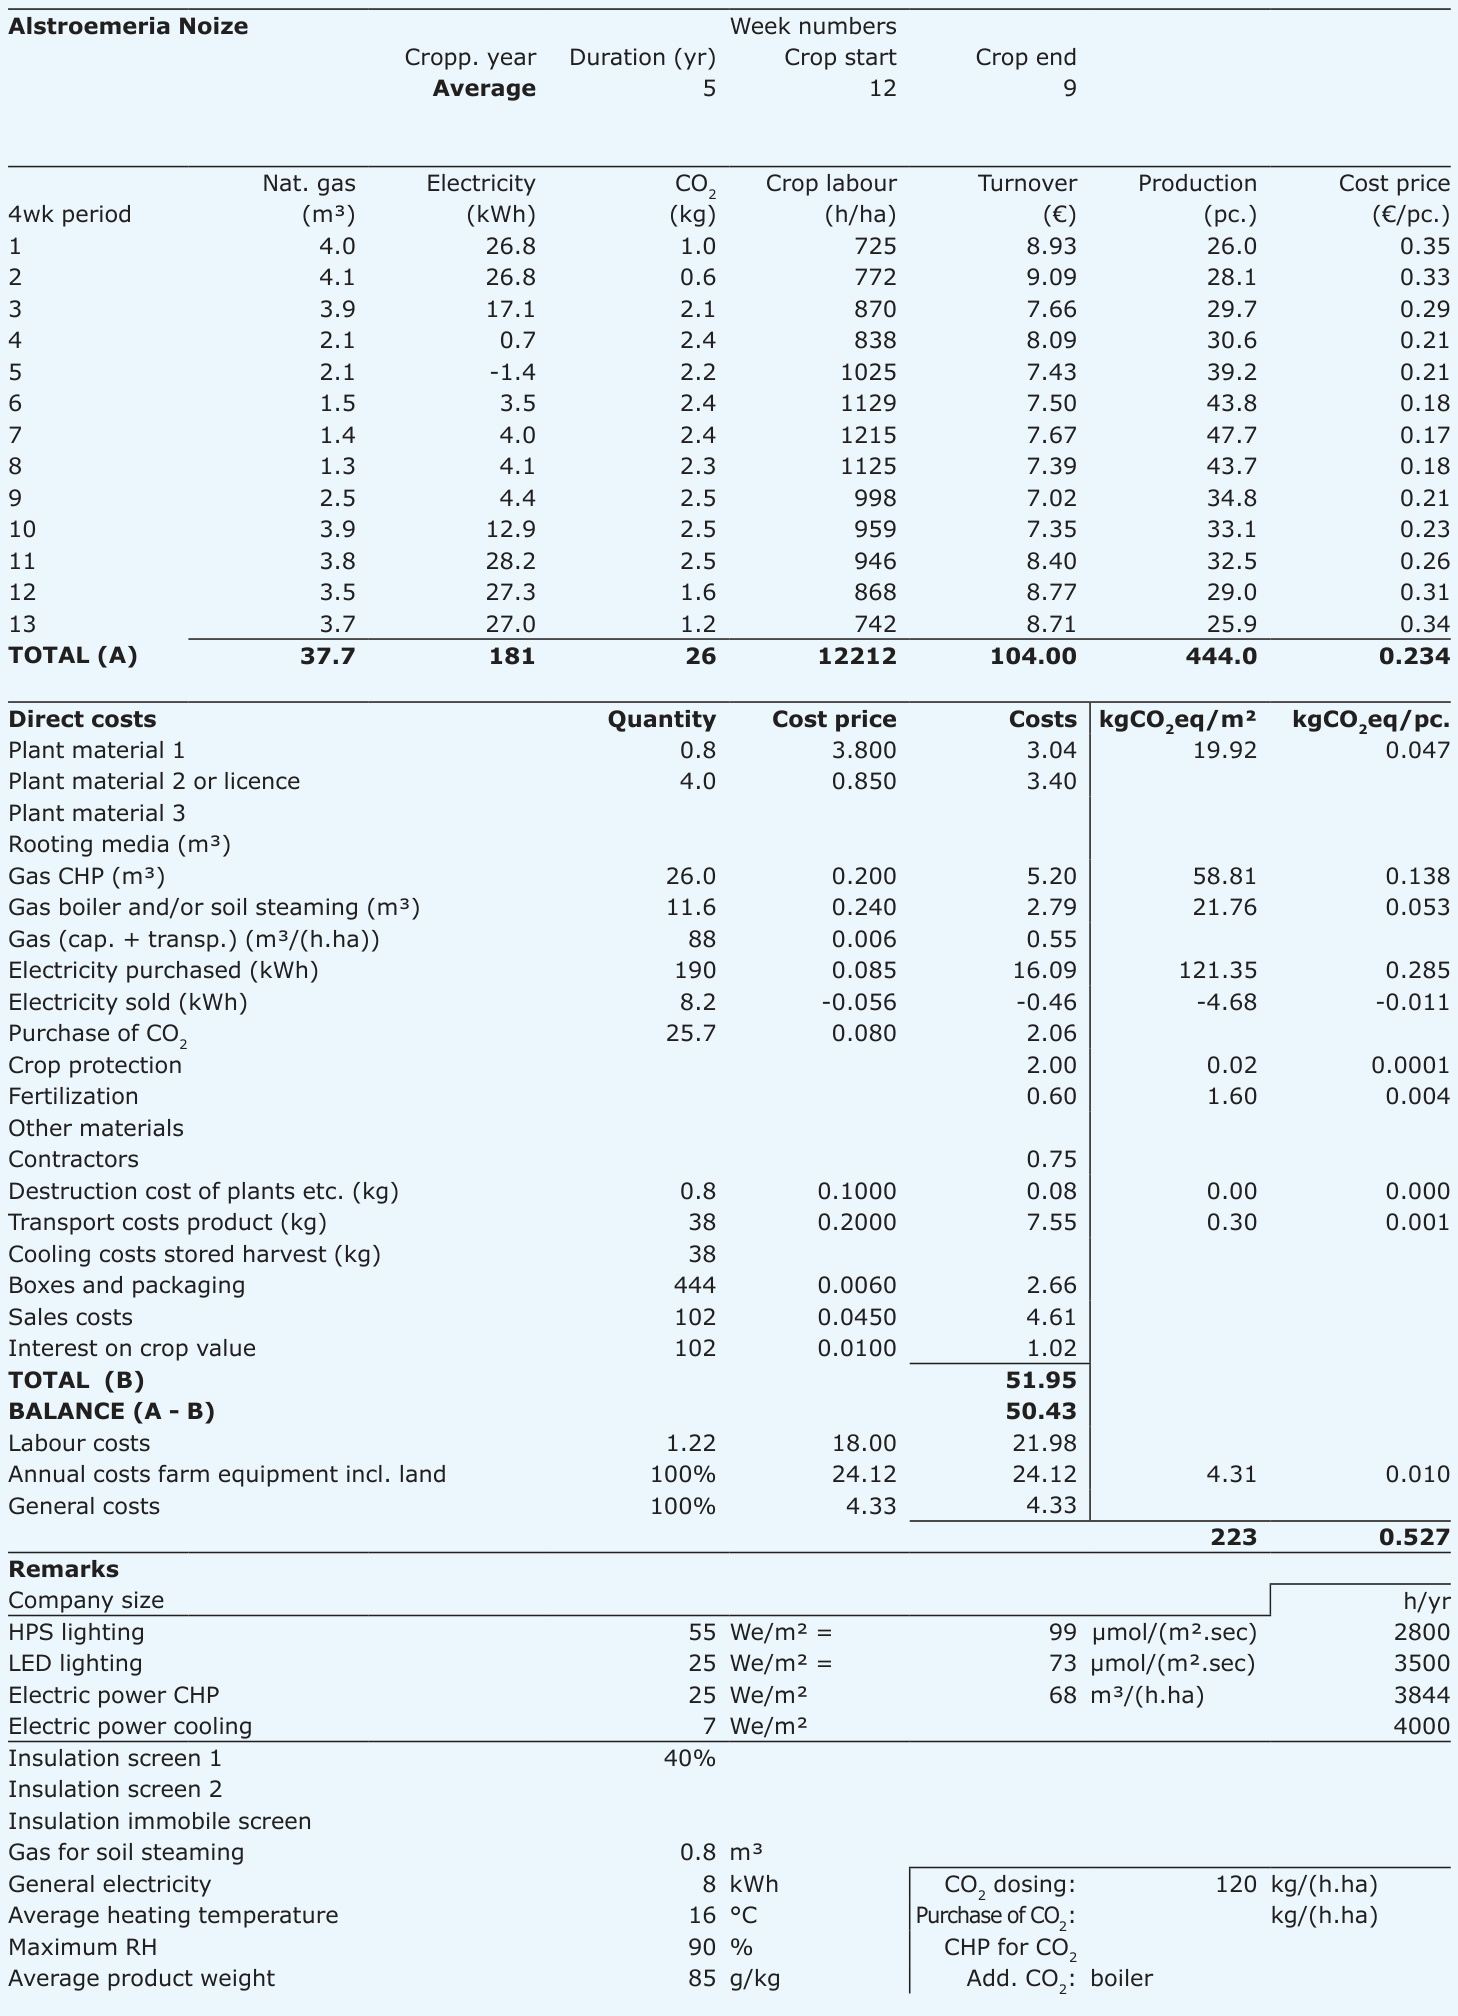 Alstroemeria Noize Week numbers
Cropp. year Duration (yr) Crop start Crop end
Average 5 12 9
Nat. gas Electricity CO₂ Crop labour Turnover Production Cost price
4wk period (m³) (kWh) (kg) (h/ha) (€) (pc.) (€/pc.)
1 4.0 26.8 1.0 725 8.93 26.0 0.35
2 4.1 26.8 0.6 772 9.09 28.1 0.33
3 3.9 17.1 2.1 870 7.66 29.7 0.29
4 2.1 0.7 2.4 838 8.09 30.6 0.21
5 2.1 -1.4 2.2 1025 7.43 39.2 0.21
6 1.5 3.5 2.4 1129 7.50 43.8 0.18
7 1.4 4.0 2.4 1215 7.67 47.7 0.17
8 1.3 4.1 2.3 1125 7.39 43.7 0.18
9 2.5 4.4 2.5 998 7.02 34.8 0.21
10 3.9 12.9 2.5 959 7.35 33.1 0.23
11 3.8 28.2 2.5 946 8.40 32.5 0.26
12 3.5 27.3 1.6 868 8.77 29.0 0.31
13 3.7 27.0 1.2 742 8.71 25.9 0.34
TOTAL (A) 37.7 181 26 12212 104.00 444.0 0.234
Direct costs Quantity Cost price Costs kgCO₂eq/m² kgCO₂eq/pc.
Plant material 1 0.8 3.800 3.04 19.92 0.047
Plant material 2 or licence 4.0 0.850 3.40
Plant material 3
Rooting media (m³)
Gas CHP (m³) 26.0 0.200 5.20 58.81 0.138
Gas boiler and/or soil steaming (m³) 11.6 0.240 2.79 21.76 0.053
Gas (cap. + transp.) (m³/(h.ha)) 88 0.006 0.55
Electricity purchased (kWh) 190 0.085 16.09 121.35 0.285
Electricity sold (kWh) 8.2 -0.056 -0.46 -4.68 -0.011
Purchase of CO₂ 25.7 0.080 2.06
Crop protection 2.00 0.02 0.0001
Fertilization 0.60 1.60 0.004
Other materials
Contractors 0.75
Destruction cost of plants etc. (kg) 0.8 0.1000 0.08 0.00 0.000
Transport costs product (kg) 38 0.2000 7.55 0.30 0.001
Cooling costs stored harvest (kg) 38
Boxes and packaging 444 0.0060 2.66
Sales costs 102 0.0450 4.61
Interest on crop value 102 0.0100 1.02
TOTAL (B) 51.95
BALANCE (A - B) 50.43
Labour costs 1.22 18.00 21.98
Annual costs farm equipment incl. land 100% 24.12 24.12 4.31 0.010
General costs 100% 4.33 4.33
223 0.527
Remarks
Company size h/yr
HPS lighting 55 We/m² = 99 µmol/(m².sec) 2800
LED lighting 25 We/m² = 73 µmol/(m².sec) 3500
Electric power CHP 25 We/m² 68 m³/(h.ha) 3844
Electric power cooling 7 We/m² 4000
Insulation screen 1 40%
Insulation screen 2
Insulation immobile screen
Gas for soil steaming 0.8 m³
General electricity 8 kWh CO₂ dosing: 120 kg/(h.ha)
Average heating temperature 16 °C Purchase of CO₂: kg/(h.ha)
Maximum RH 90 % CHP for CO₂
Average product weight 85 g/kg Add. CO₂: boiler